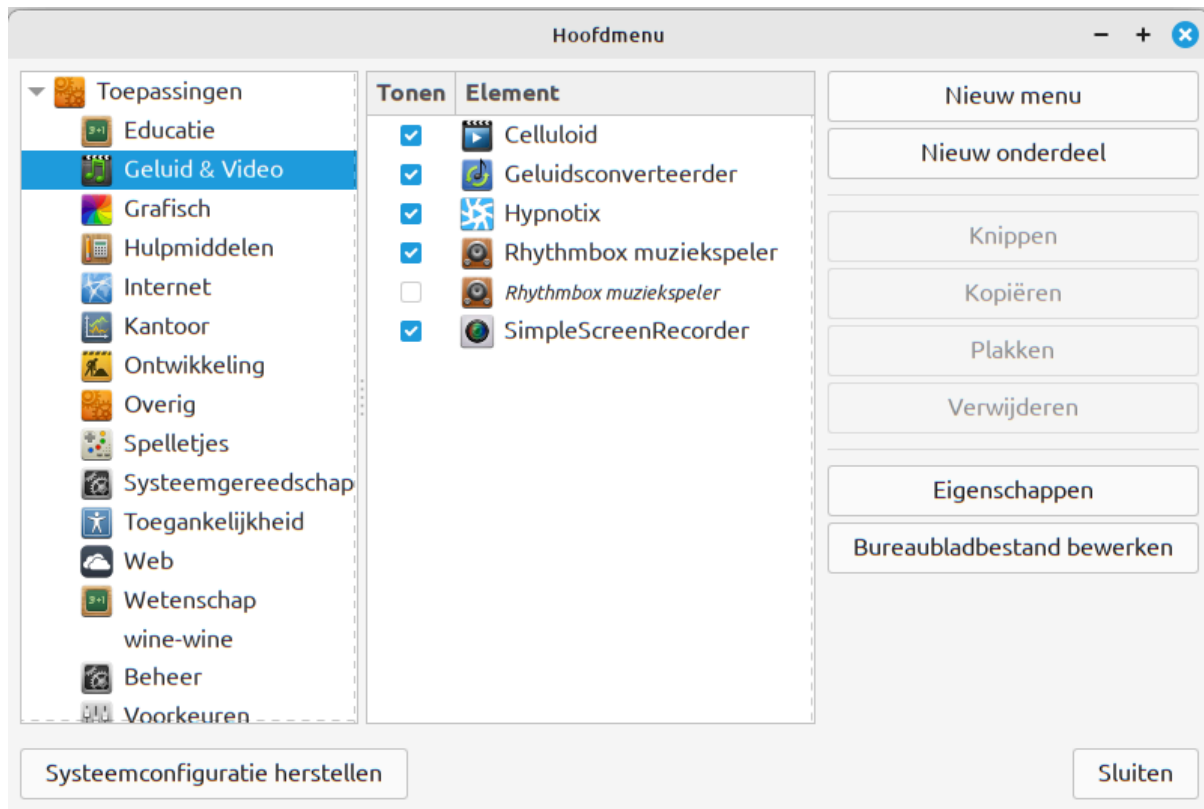 Hoofdmenu
Toepassingen
Educatie
Geluid & Video
Grafisch
Hulpmiddelen
Internet
Kantoor
Ontwikkeling
Overig
Spelletjes
Systeemgereedschap
Toegankelijkheid
Web
Wetenschap
wine-wine
Beheer
Voorkeuren
Tonen Element
Celluloid
Geluidsconverteerder
Hypnotix
Rhythmbox muziekspeler
Rhythmbox muziekspeler
SimpleScreenRecorder
Nieuw menu
Nieuw onderdeel
Knippen
Kopiëren
Plakken
Verwijderen
Eigenschappen
Bureaubladbestand bewerken
Systeemconfiguratie herstellen
Sluiten